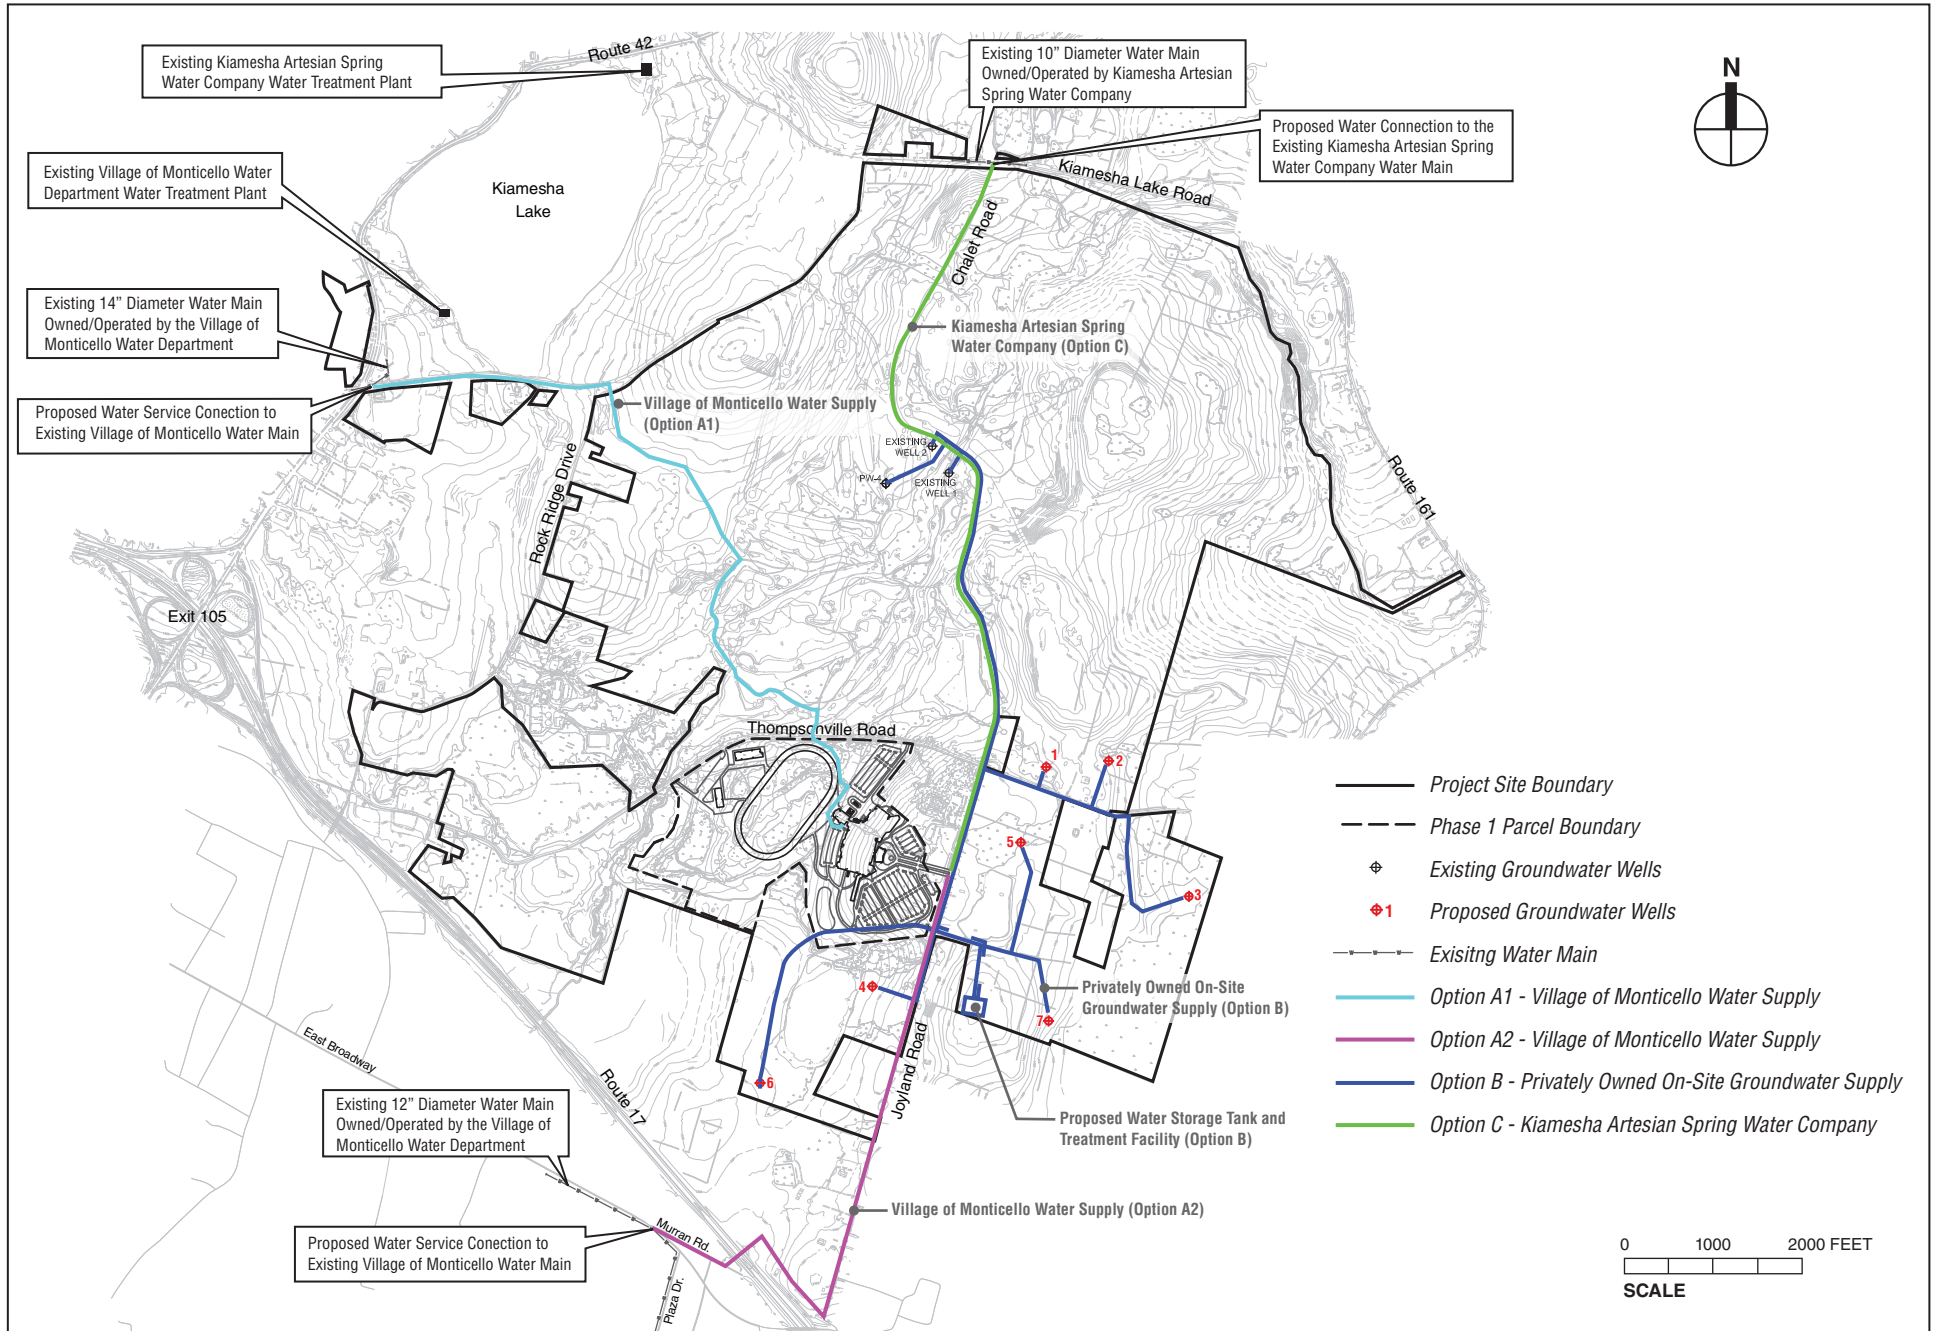 Route 42
Existing Kiamesha Artesian Spring
Water Company Water Treatment Plant
Existing 10” Diameter Water Main
Owned/Operated by Kiamesha Artesian
Spring Water Company
N
Proposed Water Connection to the
Existing Kiamesha Artesian Spring
Water Company Water Main
Existing Village of Monticello Water
Department Water Treatment Plant
Kiamesha
Lake
Kiamesha Lake Road
Chalet Road
Existing 14” Diameter Water Main
Owned/Operated by the Village of
Monticello Water Department
Kiamesha Artesian Spring
Water Company (Option C)
Proposed Water Service Conection to
Existing Village of Monticello Water Main
Village of Monticello Water Supply
(Option A1)
EXISTING
WELL 2
PW-4
EXISTING
WELL 1
Rock Ridge Drive
Route 161
Exit 105
Thompsonville Road
1
2
5
3
4
7
6
Privately Owned On-Site
Groundwater Supply (Option B)
Joyland Road
East Broadway
Route 17
Existing 12” Diameter Water Main
Owned/Operated by the Village of
Monticello Water Department
Proposed Water Storage Tank and
Treatment Facility (Option B)
Village of Monticello Water Supply (Option A2)
Murran Rd.
Proposed Water Service Conection to
Existing Village of Monticello Water Main
Plaza Dr.
Project Site Boundary
Phase 1 Parcel Boundary
Existing Groundwater Wells
1 Proposed Groundwater Wells
Exisitng Water Main
Option A1 - Village of Monticello Water Supply
Option A2 - Village of Monticello Water Supply
Option B - Privately Owned On-Site Groundwater Supply
Option C - Kiamesha Artesian Spring Water Company
0 1000 2000 FEET
SCALE